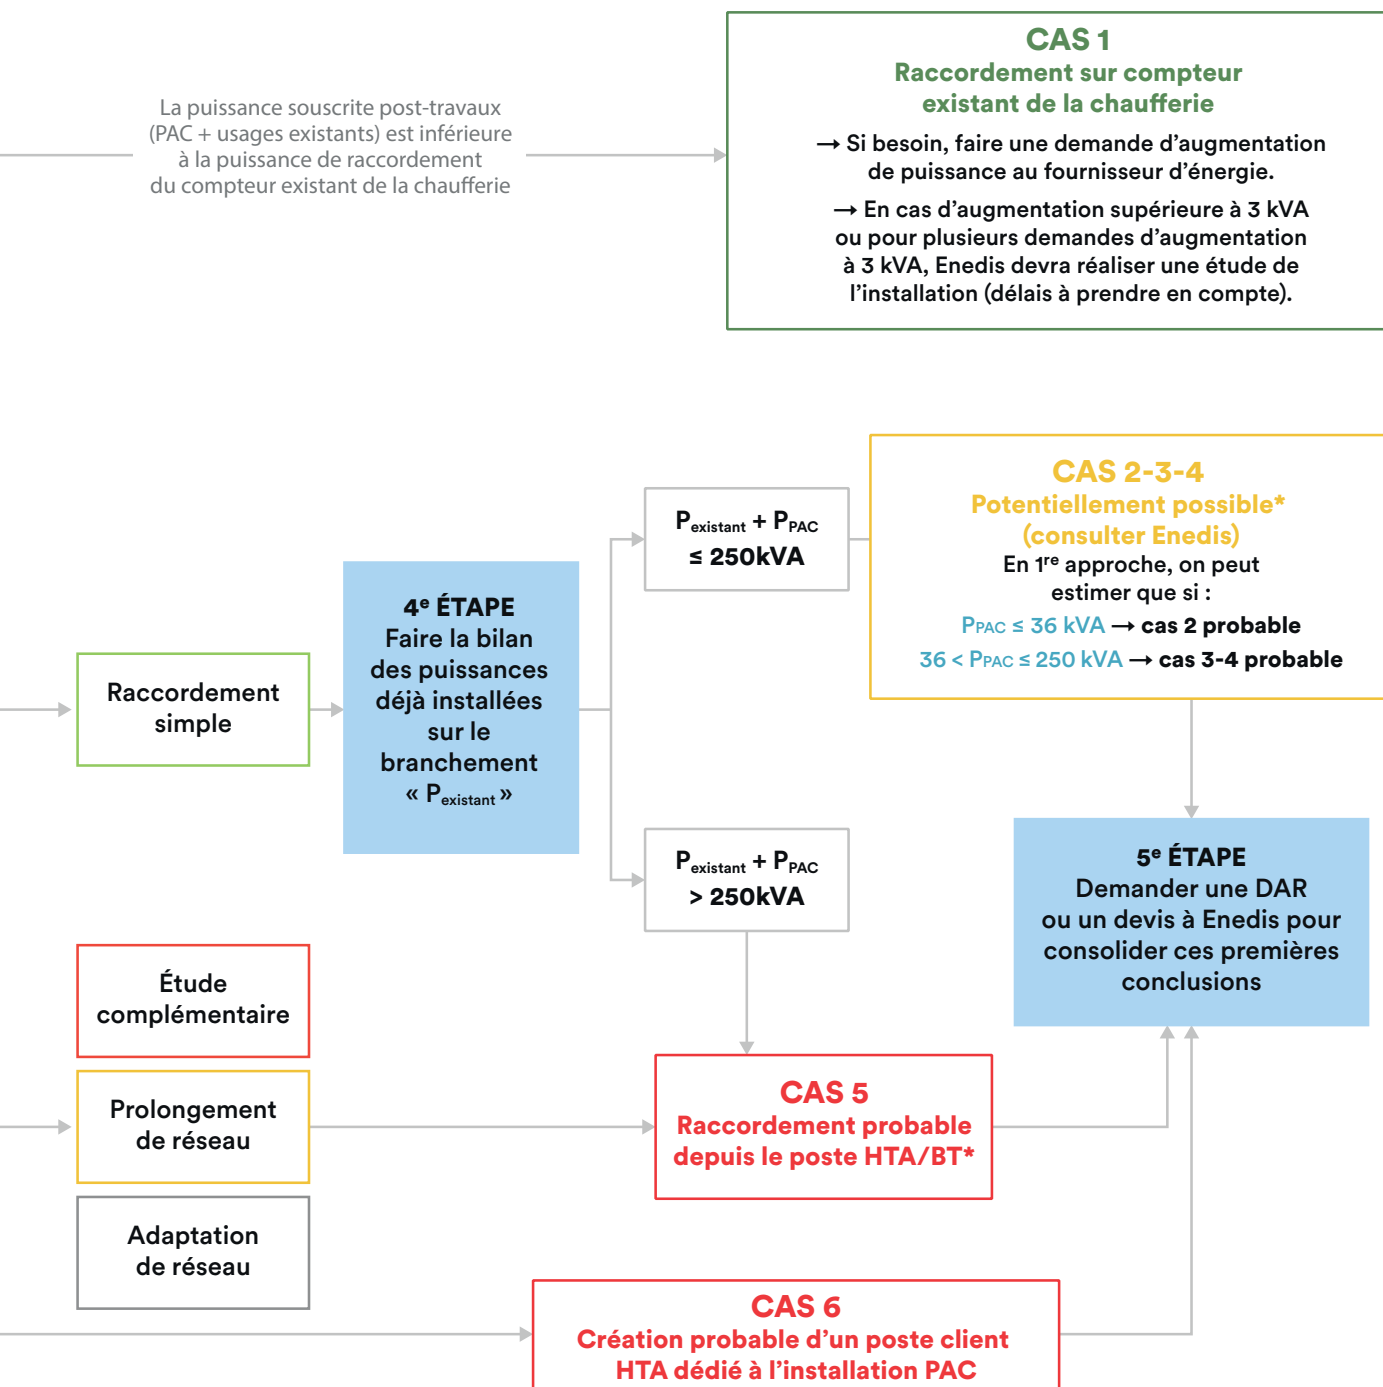 La puissance souscrite post-travaux
(PAC + usages existants) est inférieure
à la puissance de raccordement
du compteur existant de la chaufferie
CAS 1
Raccordement sur compteur
existant de la chaufferie
→ Si besoin, faire une demande d'augmentation
de puissance au fournisseur d'énergie.
→ En cas d'augmentation supérieure à 3 kVA
ou pour plusieurs demandes d'augmentation
à 3 kVA, Enedis devra réaliser une étude de
l'installation (délais à prendre en compte).
Raccordement
simple
4e ÉTAPE
Faire la bilan
des puissances
déjà installées
sur le
branchement
« Pexistant »
Pexistant + PPAC
≤ 250kVA
CAS 2-3-4
Potentiellement possible*
(consulter Enedis)
En 1re approche, on peut
estimer que si :
PPAC ≤ 36 kVA → cas 2 probable
36 < PPAC ≤ 250 kVA → cas 3-4 probable
Pexistant + PPAC
> 250kVA
5e ÉTAPE
Demander une DAR
ou un devis à Enedis pour
consolider ces premières
conclusions
Étude
complémentaire
Prolongement
de réseau
Adaptation
de réseau
CAS 5
Raccordement probable
depuis le poste HTA/BT*
CAS 6
Création probable d'un poste client
HTA dédié à l'installation PAC